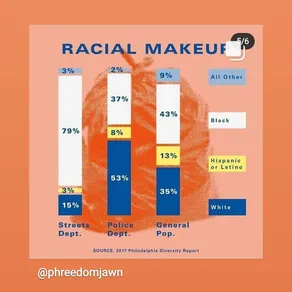 5/6
RACIAL MAKEUP
3%
2%
9%
All Other
79%
37%
43%
Black
8%
13%
Hispanic
or Latino
3%
15%
53%
35%
White
Streets
Dept.
Police
Dept.
General
Pop.
SOURCE: 2017 Philadelphia Diversity Report
@phreedomjawn